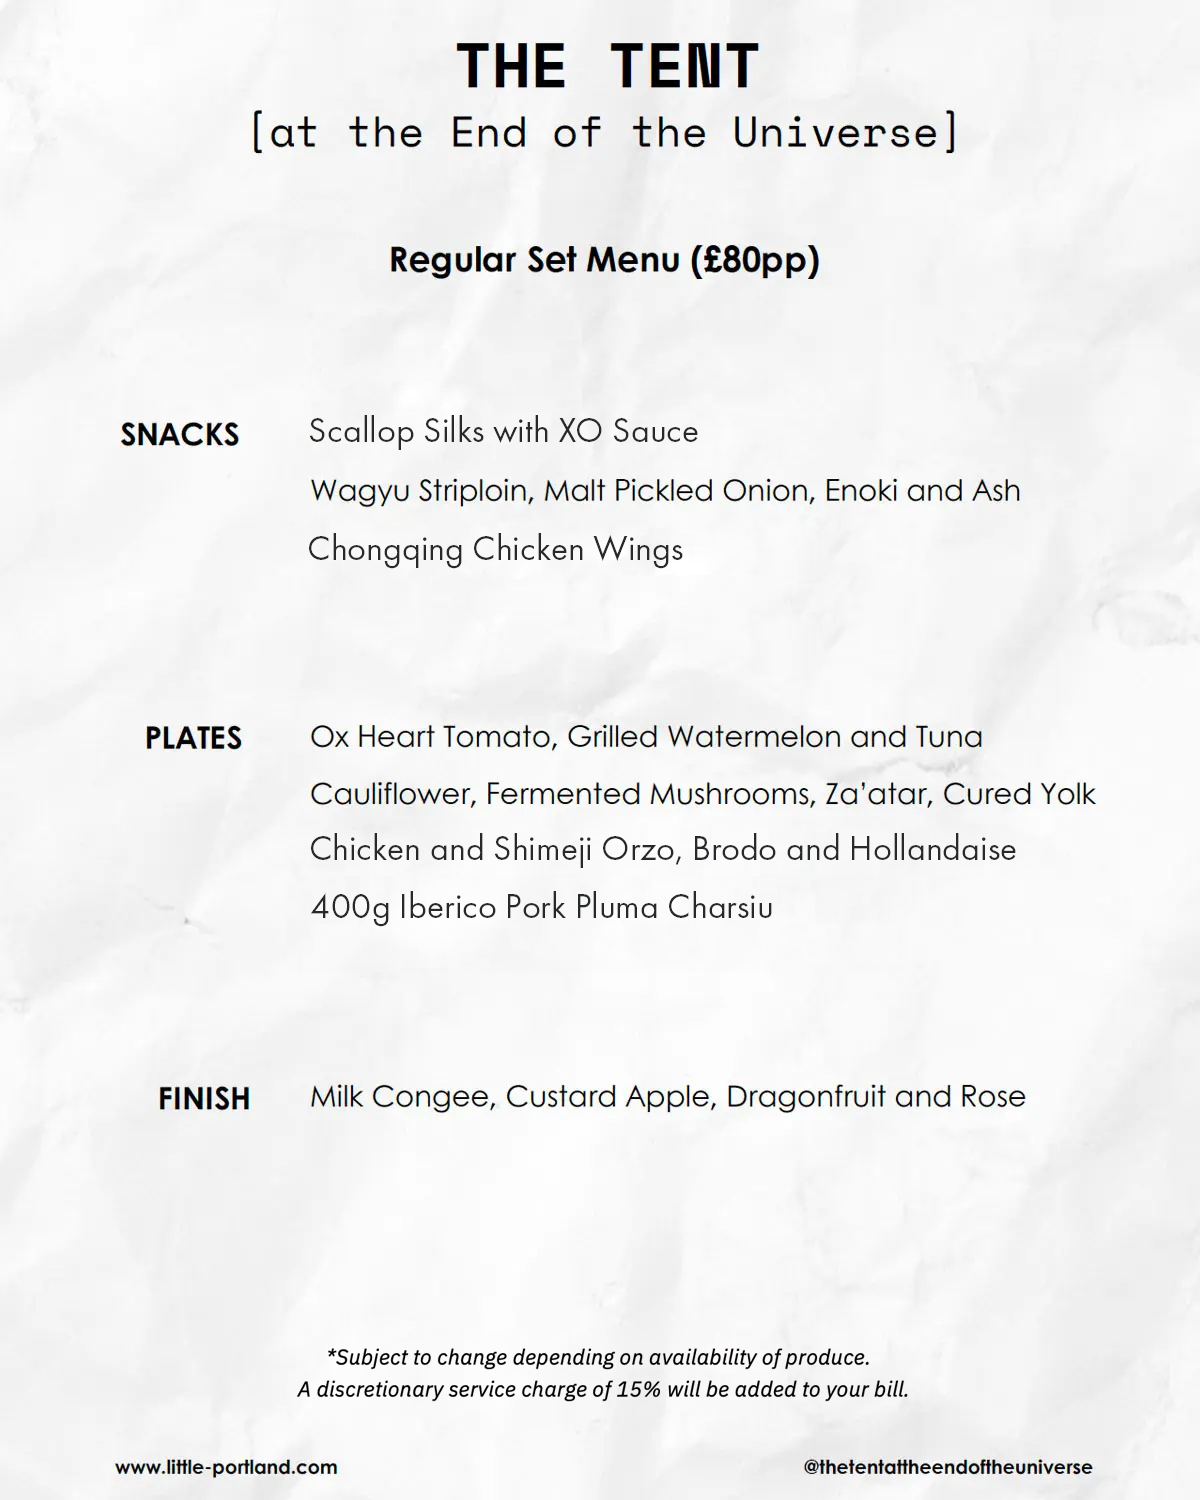 THE TENT
[at the End of the Universe]
Regular Set Menu (£80pp)
SNACKS
Scallop Silks with XO Sauce
Wagyu Striploin, Malt Pickled Onion, Enoki and Ash
Chongqing Chicken Wings
PLATES
Ox Heart Tomato, Grilled Watermelon and Tuna
Cauliflower, Fermented Mushrooms, Za'atar, Cured Yolk
Chicken and Shimeji Orzo, Brodo and Hollandaise
400g Iberico Pork Pluma Charsiu
FINISH
Milk Congee, Custard Apple, Dragonfruit and Rose
*Subject to change depending on availability of produce.
A discretionary service charge of 15% will be added to your bill.
www.little-portland.com
@thetentattheendoftheuniverse